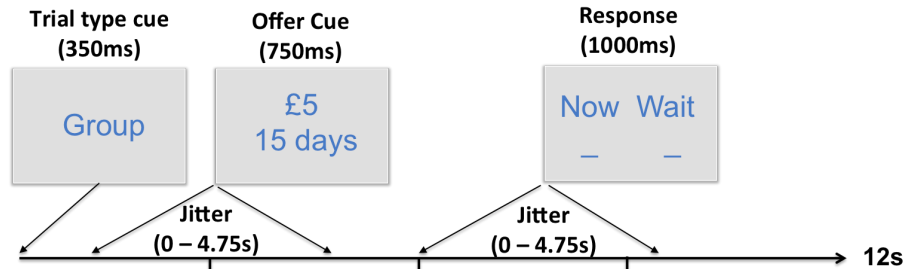 Trial type cue
(350ms)
Offer Cue
(750ms)
Response
(1000ms)
Group
£5
15 days
Now Wait
_ _
Jitter
(0 – 4.75s)
Jitter
(0 – 4.75s)
12s